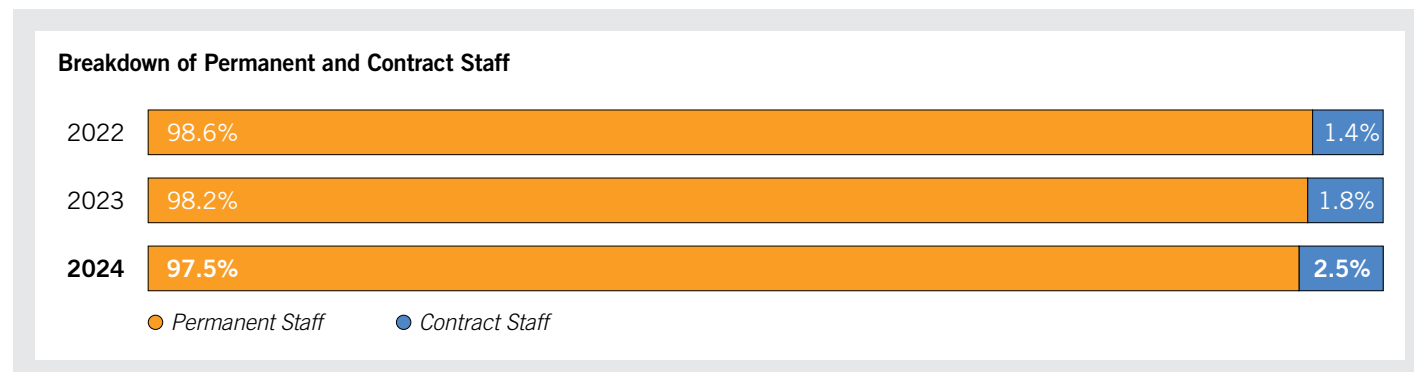 Breakdown of Permanent and Contract Staff
2022 98.6% 1.4%
2023 98.2% 1.8%
2024 97.5% 2.5%
Permanent Staff Contract Staff